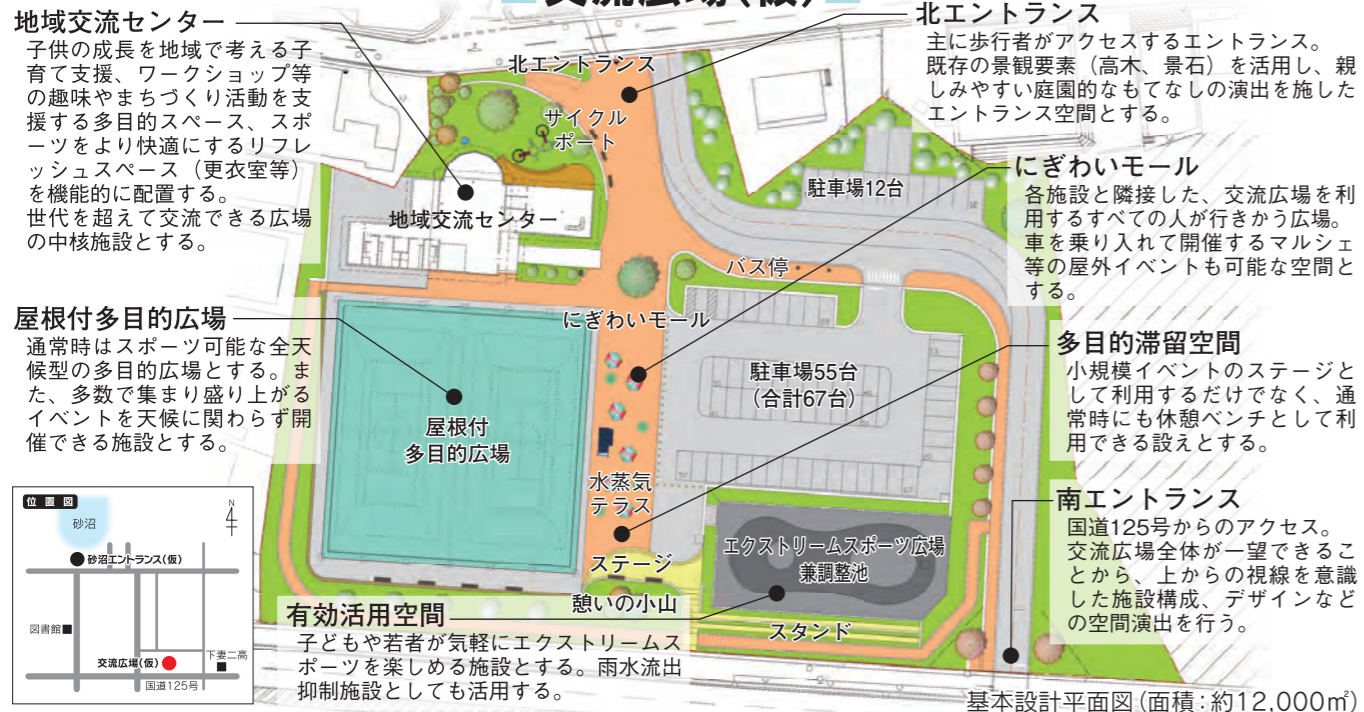 交流広場(仮)
地域交流センター
子供の成長を地域で考える子
育て支援、ワークショップ等
の趣味やまちづくり活動を支
援する多目的スペース、スポ
ーツをより快適にするリフレ
ッシュスペース（更衣室等）
を機能的に配置する。
世代を超えて交流できる広場
の中核施設とする。
屋根付多目的広場
通常時はスポーツ可能な全天
候型の多目的広場とする。ま
た、多数で集まり盛り上がる
イベントを天候に関わらず開
催できる施設とする。
位置図
N
4
砂沼
砂沼エントランス(仮)
図書館
交流広場(仮)
下妻二高
国道125号
北エントランス
サイクル
ポート
地域交流センター
駐車場12台
バス停
にぎわいモール
駐車場55台
(合計67台)
屋根付
多目的広場
水蒸気
テラス
ステージ
憩いの小山
エクストリームスポーツ広場
兼調整池
スタンド
有効活用空間
子どもや若者が気軽にエクストリームス
ポーツを楽しめる施設とする。雨水流出
抑制施設としても活用する。
北エントランス
主に歩行者がアクセスするエントランス。
既存の景観要素（高木、景石）を活用し、親
しみやすい庭園的なもてなしの演出を施した
エントランス空間とする。
にぎわいモール
各施設と隣接した、交流広場を利
用するすべての人が行きかう広場。
車を乗り入れて開催するマルシェ
等の屋外イベントも可能な空間と
する。
多目的滞留空間
小規模イベントのステージと
して利用するだけでなく、通
常時にも休憩ベンチとして利
用できる設えとする。
南エントランス
国道125号からのアクセス。
交流広場全体が一望できるこ
とから、上からの視線を意識
した施設構成、デザインなど
の空間演出を行う。
基本設計平面図(面積：約12,000㎡)